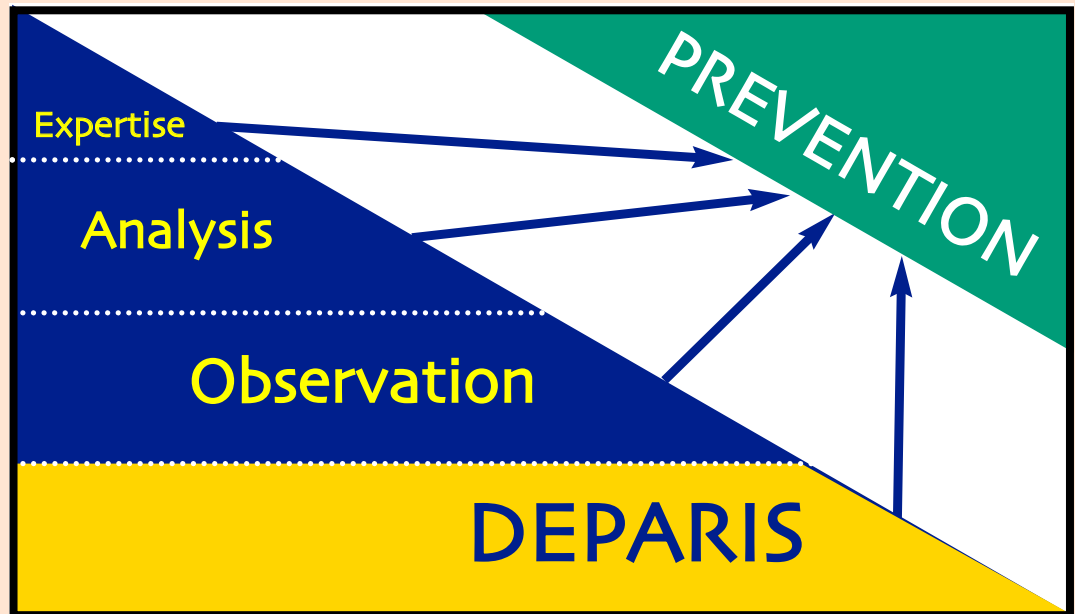 PREVENTION
Expertise
Analysis
Observation
DEPARIS